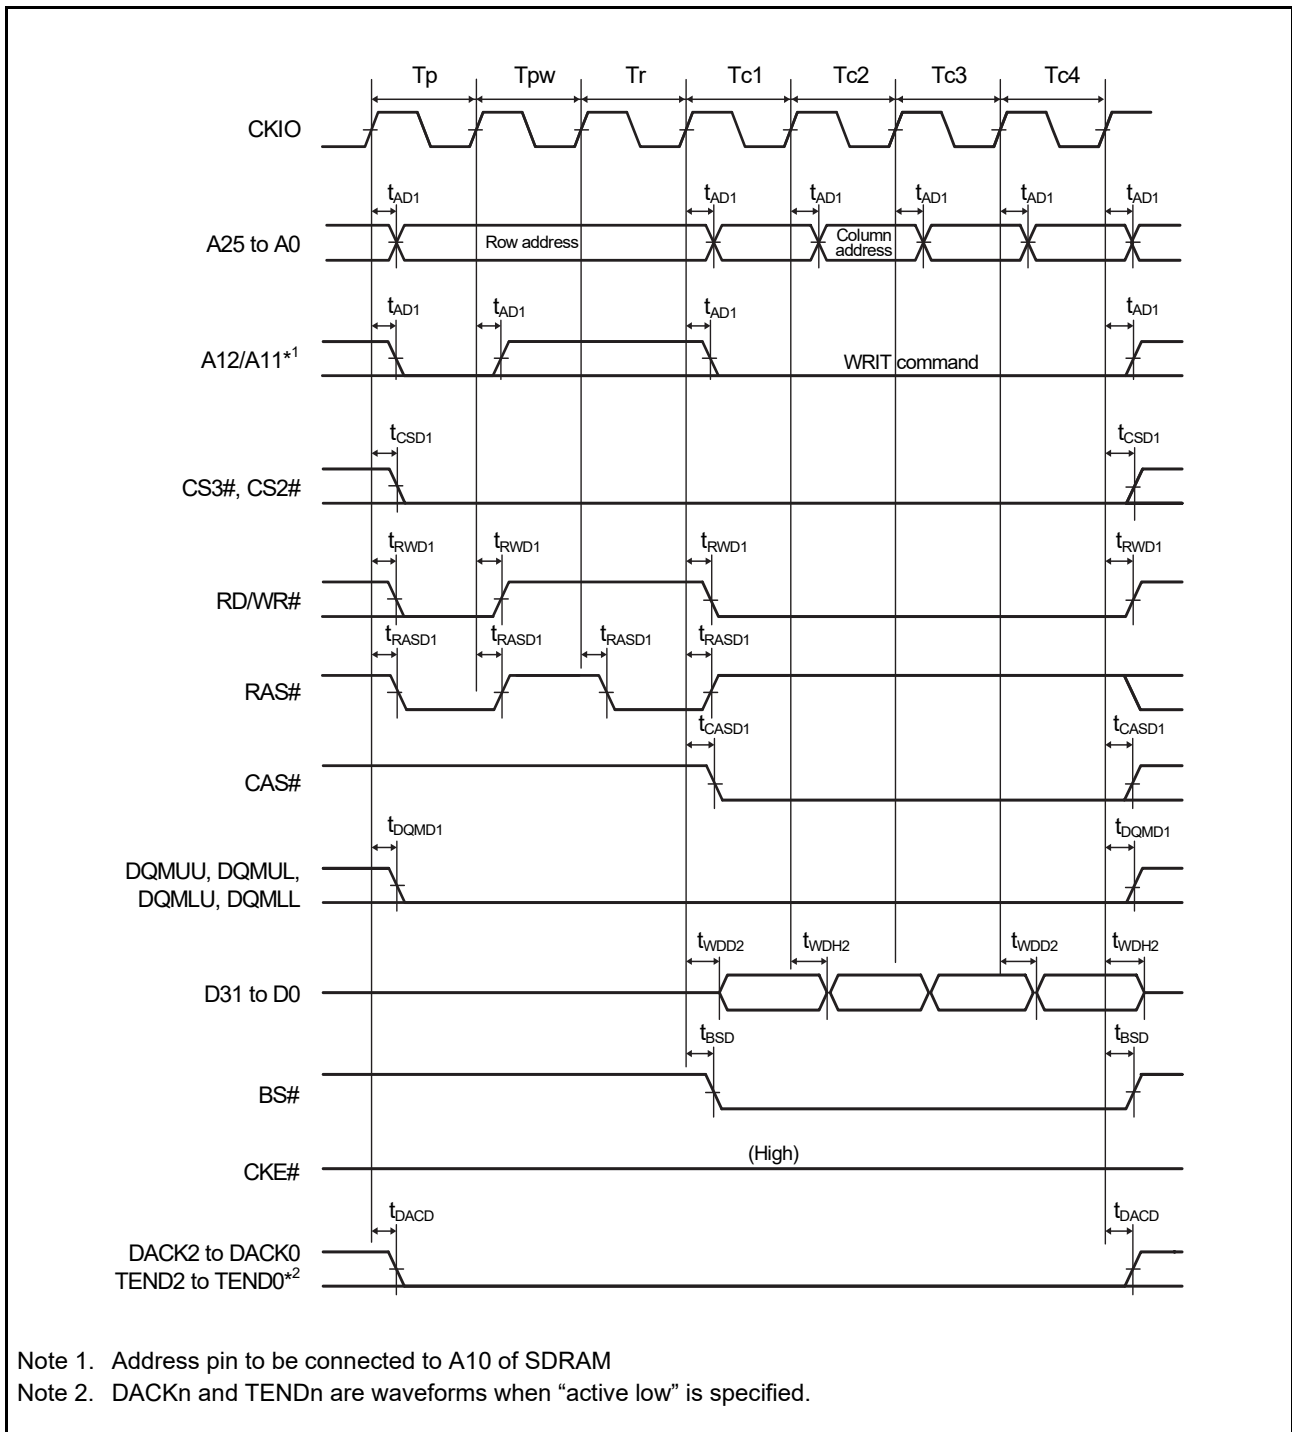 Tp Tpw Tr Tc1 Tc2 Tc3 Tc4
CKIO
tAD1 tAD1 tAD1 tAD1 tAD1 tAD1
A25 to A0
Row address
Column
address
tAD1 tAD1 tAD1 tAD1
A12/A11*1
WRIT command
tCSD1 tCSD1
CS3#, CS2#
tRWD1 tRWD1 tRWD1 tRWD1
RD/WR#
tRASD1 tRASD1 tRASD1 tRASD1
RAS#
tCASD1 tCASD1
CAS#
tDQMD1 tDQMD1
DQMUU, DQMUL,
DQMLU, DQMLL
tWDD2 tWDH2 tWDD2 tWDH2
D31 to D0
tBSD tBSD
BS#
(High)
CKE#
tDACD tDACD
DACK2 to DACK0
TEND2 to TEND0*2
Note 1. Address pin to be connected to A10 of SDRAM
Note 2. DACKn and TENDn are waveforms when “active low” is specified.